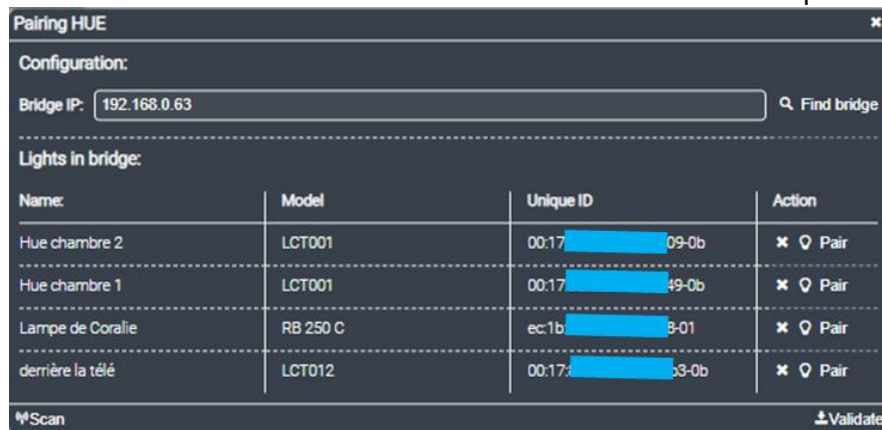 Pairing HUE
Configuration:
Bridge IP: 192.168.0.63 Find bridge
Lights in bridge:
Name: Model Unique ID Action
Hue chambre 2 LCT001 00:17 09-0b Pair
Hue chambre 1 LCT001 00:17 49-0b Pair
Lampe de Coralie RB 250 C ec:1b: -01 Pair
derrière la télé LCT012 00:17: 3-0b Pair
Scan Validate